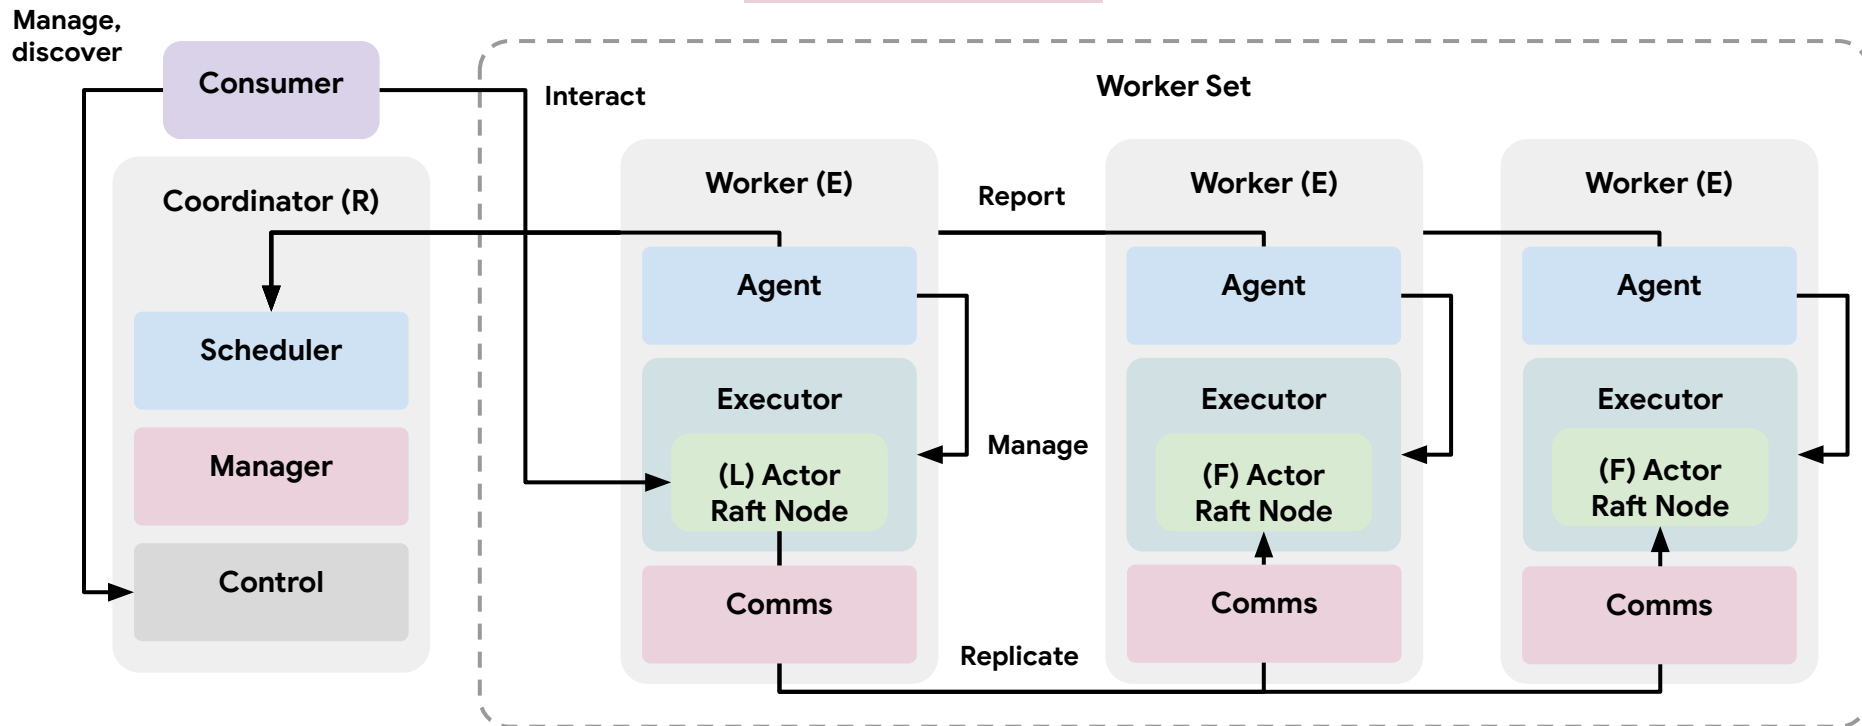 Manage,
discover
Consumer
Interact
Worker Set
Coordinator (R)
Scheduler
Manager
Control
Worker (E)
Report
Worker (E)
Worker (E)
Agent
Agent
Agent
Executor
Executor
Executor
Manage
(L) Actor
Raft Node
(F) Actor
Raft Node
(F) Actor
Raft Node
Comms
Comms
Comms
Replicate